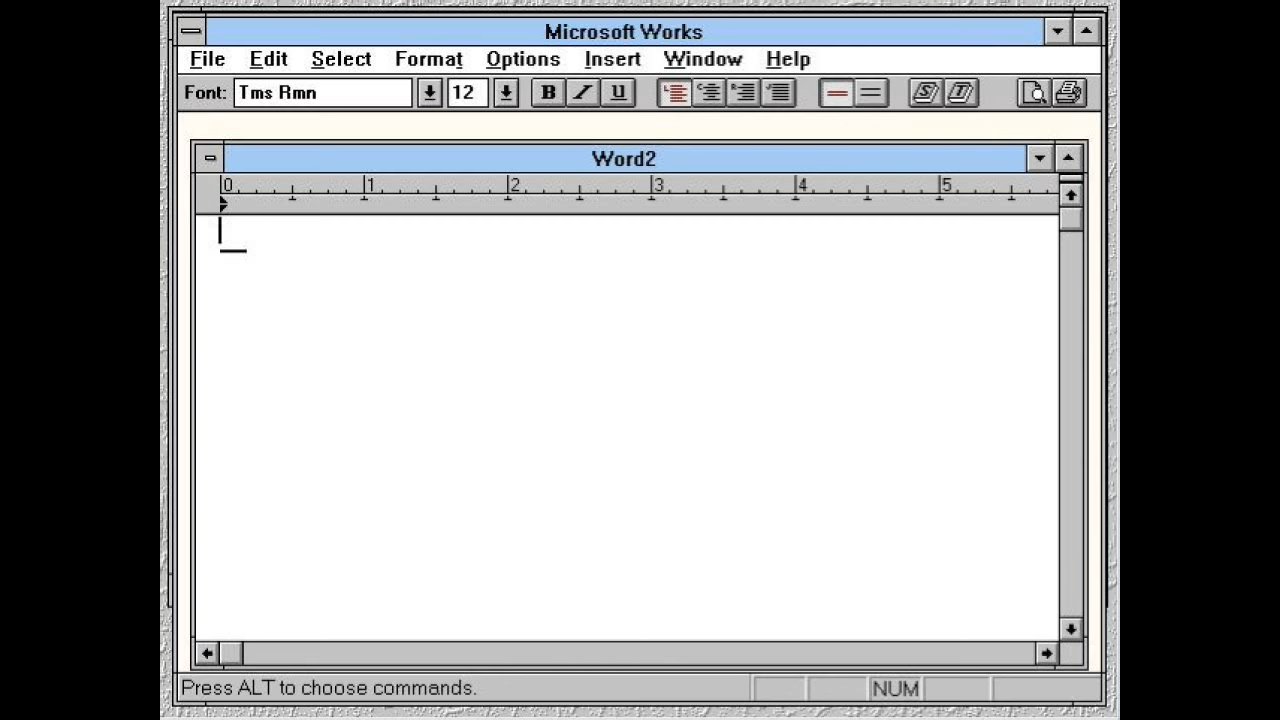 Microsoft Works
File Edit Select Format Options Insert Window Help
Font: Tms Rmn 12 B I U
Word2
0 1 2 3 4 5
Press ALT to choose commands. NUM